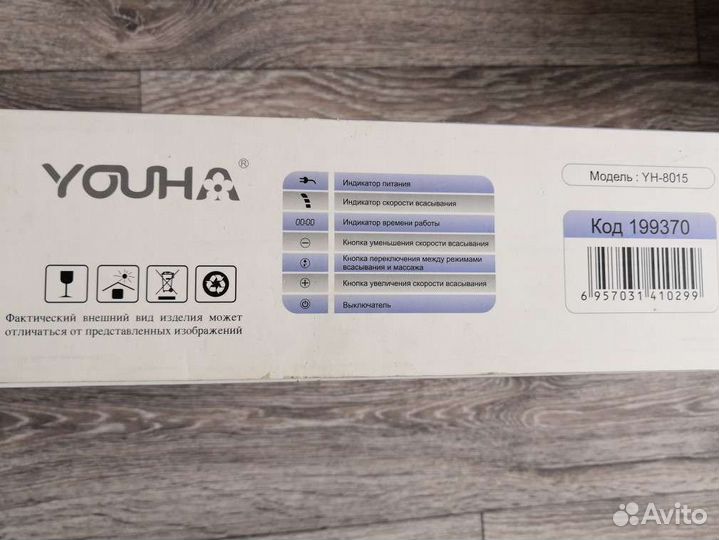 YOUHA®
Индикатор питания
Индикатор скорости всасывания
00:00 Индикатор времени работы
Кнопка уменьшения скорости всасывания
Кнопка переключения между режимами
всасывания и массажа
Кнопка увеличения скорости всасывания
Выключатель
Фактический внешний вид изделия может
отличаться от представленных изображений
Модель : YH-8015
Код 199370
6 957031 410299
Avito